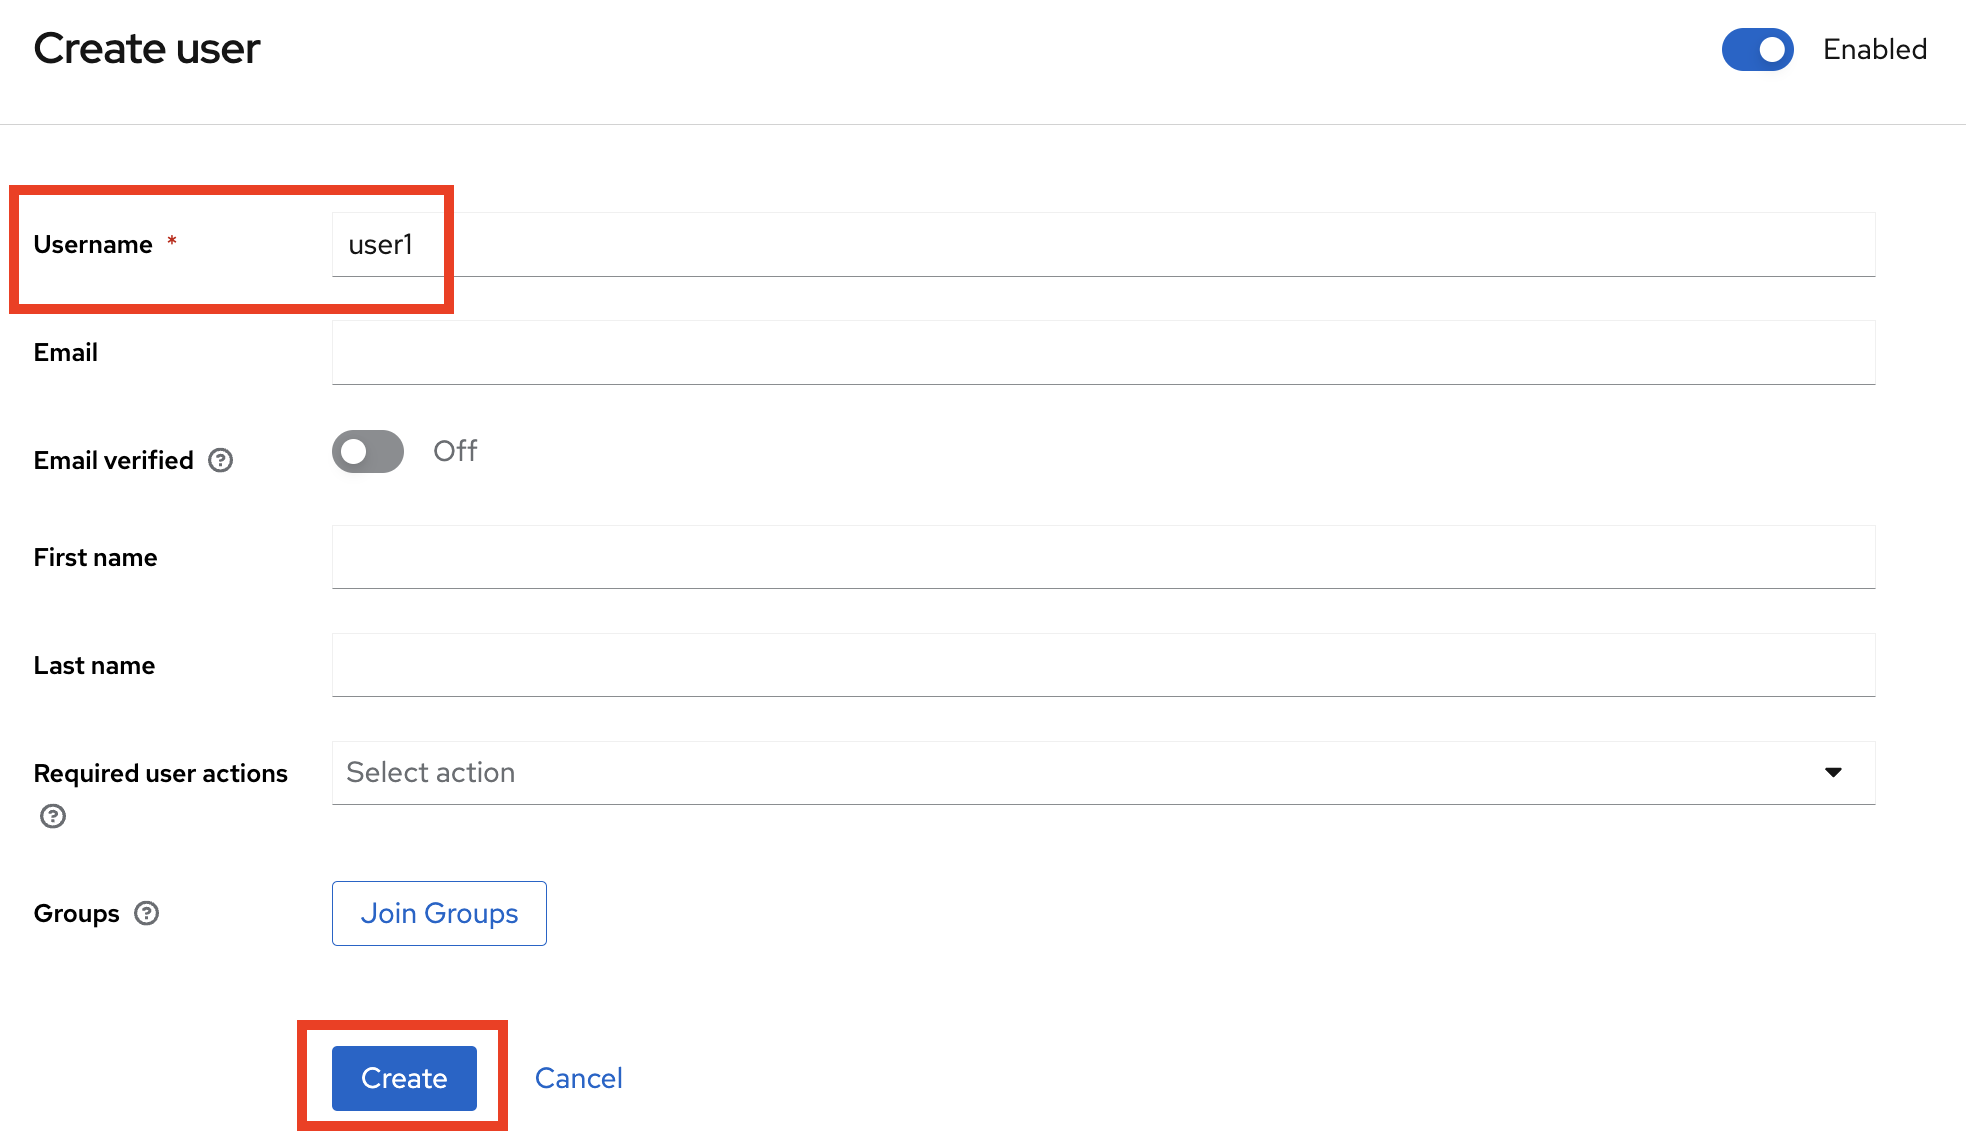 Create user
Enabled
Username *
user1
Email
Email verified ?
Off
First name
Last name
Required user actions
?
Select action
Groups ?
Join Groups
Create
Cancel